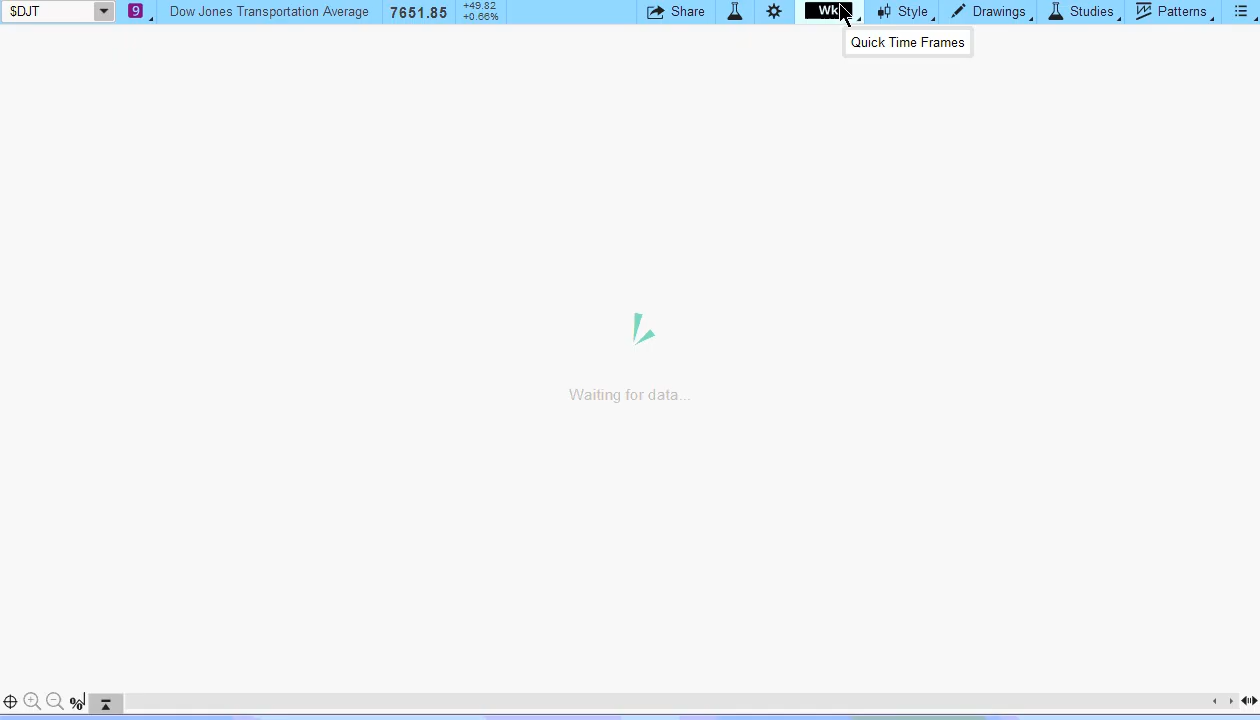 $DJT 9 Dow Jones Transportation Average 7651.85 +49.82 +0.66% Share Wk Style Drawings Studies Patterns
Quick Time Frames
Waiting for data...
%